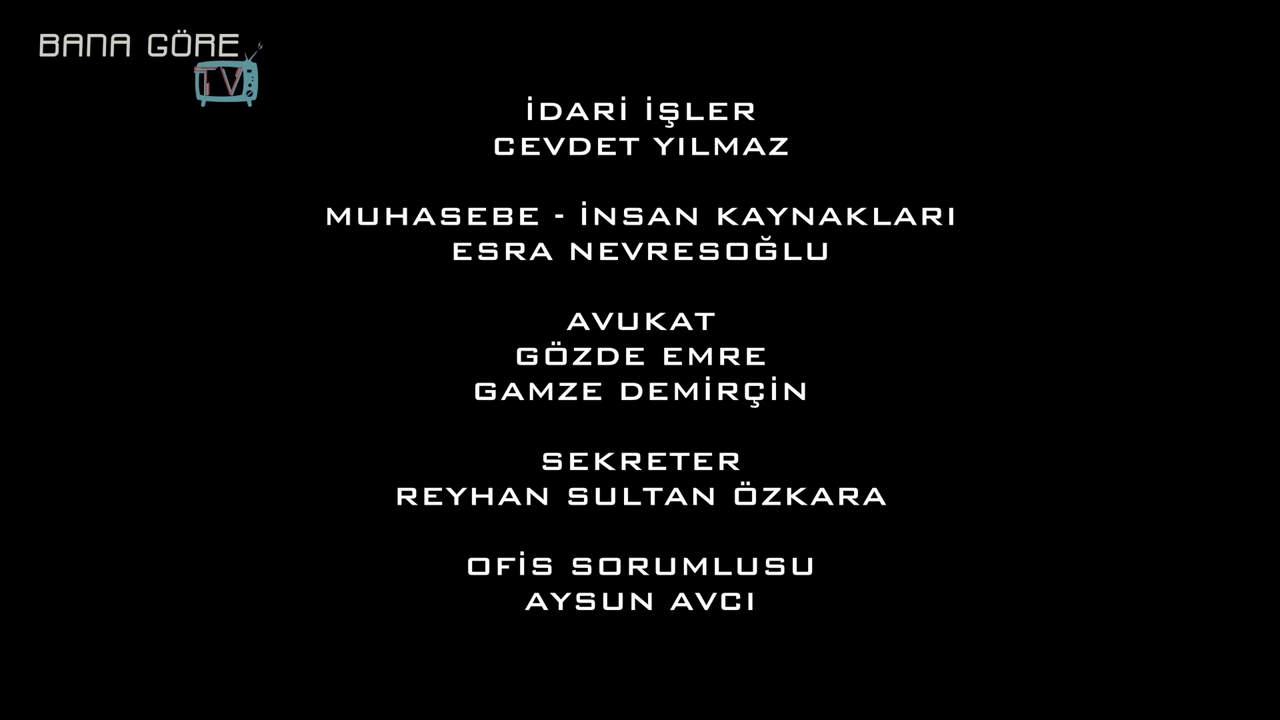 BANA GÖRE
TV
İDARİ İŞLER
CEVDET YILMAZ
MUHASEBE - İNSAN KAYNAKLARI
ESRA NEVRESOĞLU
AVUKAT
GÖZDE EMRE
GAMZE DEMİRÇİN
SEKRETER
REYHAN SULTAN ÖZKARA
OFİS SORUMLUSU
AYSUN AVCI